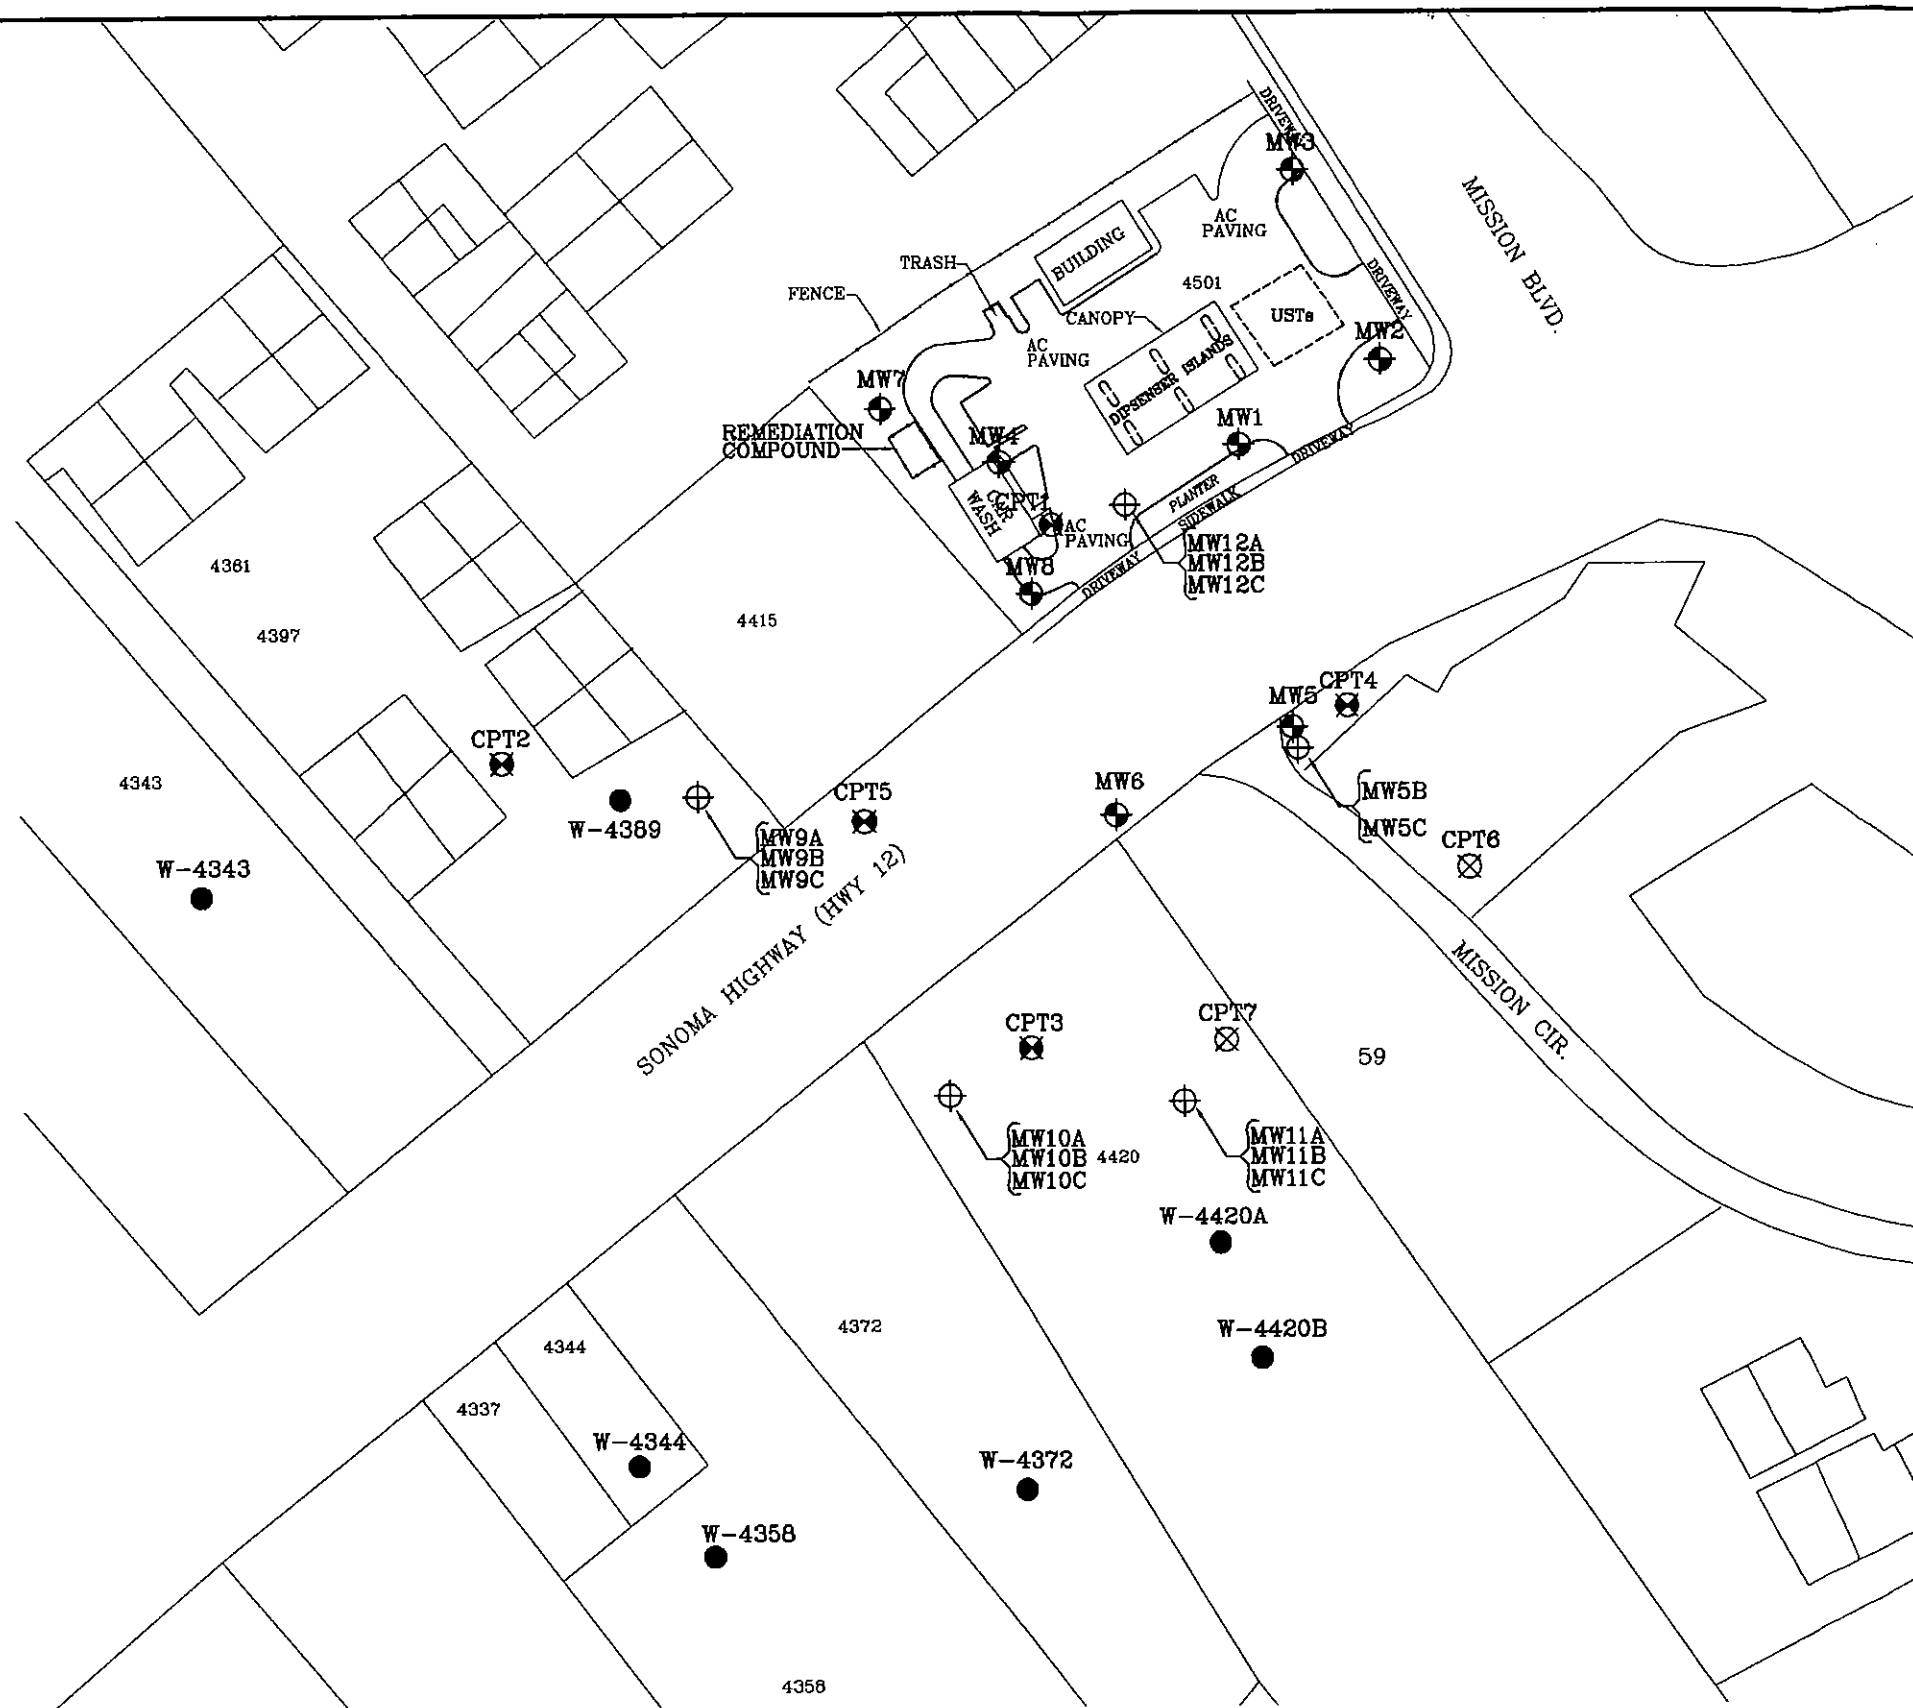 DRIVEWAY
MW3
MISSION BLVD.
AC
PAVING
BUILDING
TRASH
FENCE
4501
DRIVEWAY
CANOPY
USTs
MW2
AC
PAVING
DIPSENSER ISLANDS
MW7
REMEDIATION
COMPOUND
MW4
MW1
DRIVEWAY
PLANTER
SIDEWALK
CAR
WASH
CPT1
AC
PAVING
MW8
DRIVEWAY
MW12A
MW12B
MW12C
4361
4397
4415
CPT4
MW5
CPT2
4343
W-4389
CPT5
MW6
MW5B
MW5C
CPT6
MW9A
MW9B
MW9C
W-4343
SONOMA HIGHWAY (HWY 12)
MISSION CIR.
CPT3
CPT7
59
MW10A
MW10B
MW10C
4420
MW11A
MW11B
MW11C
W-4420A
4372
W-4420B
4344
4337
W-4344
W-4372
W-4358
4358